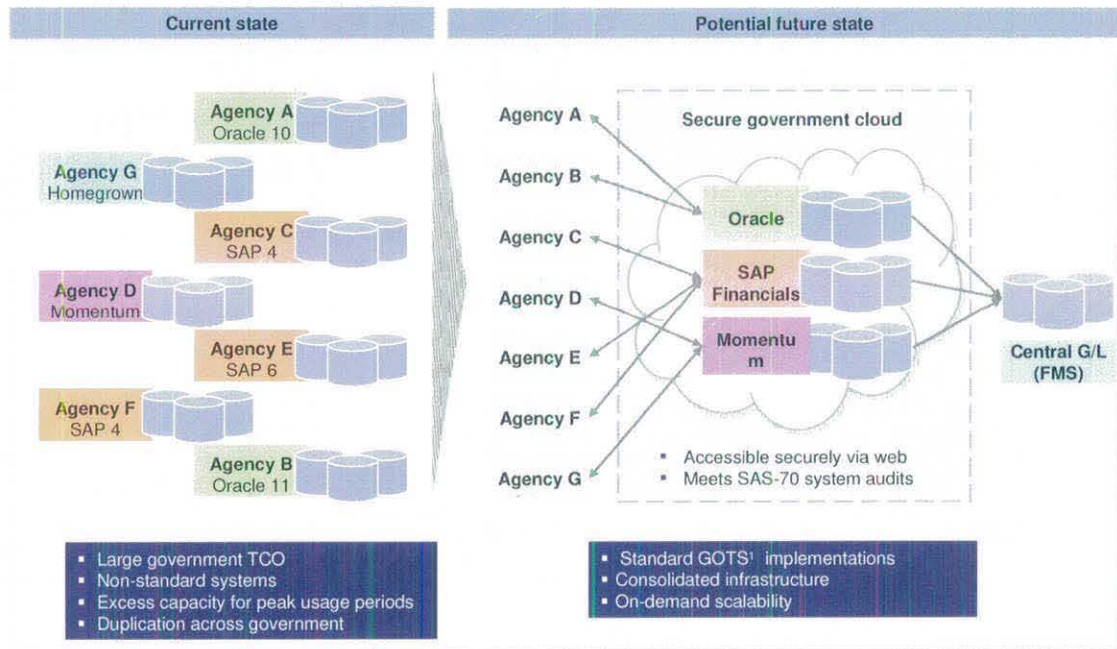 Current state
Agency A
Oracle 10
Agency G
Homegrown
Agency C
SAP 4
Agency D
Momentum
Agency E
SAP 6
Agency F
SAP 4
Agency B
Oracle 11
▪ Large government TCO
▪ Non-standard systems
▪ Excess capacity for peak usage periods
▪ Duplication across government
Potential future state
Agency A
Agency B
Agency C
Agency D
Agency E
Agency F
Agency G
Secure government cloud
Oracle
SAP
Financials
Momentu
m
▪ Accessible securely via web
▪ Meets SAS-70 system audits
Central G/L
(FMS)
▪ Standard GOTS¹ implementations
▪ Consolidated infrastructure
▪ On-demand scalability